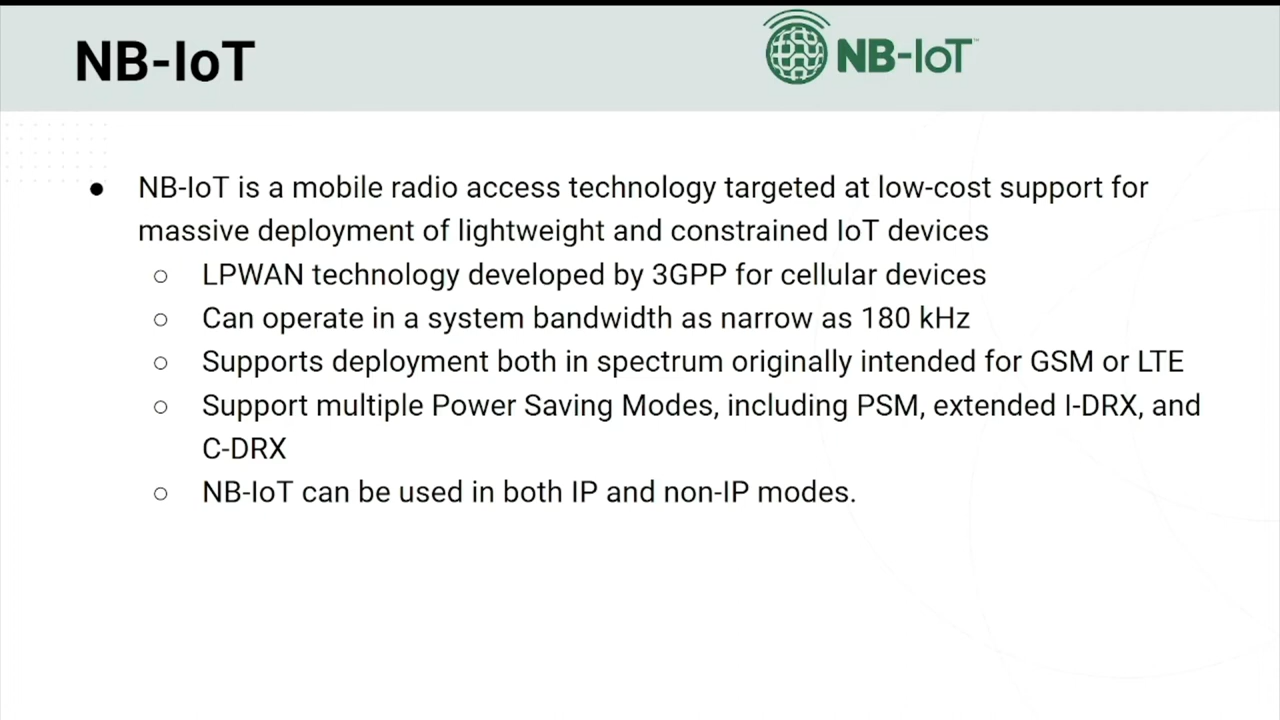 NB-IoT
NB-IoT™
● NB-IoT is a mobile radio access technology targeted at low-cost support for
massive deployment of lightweight and constrained IoT devices
○ LPWAN technology developed by 3GPP for cellular devices
○ Can operate in a system bandwidth as narrow as 180 kHz
○ Supports deployment both in spectrum originally intended for GSM or LTE
○ Support multiple Power Saving Modes, including PSM, extended I-DRX, and
C-DRX
○ NB-IoT can be used in both IP and non-IP modes.